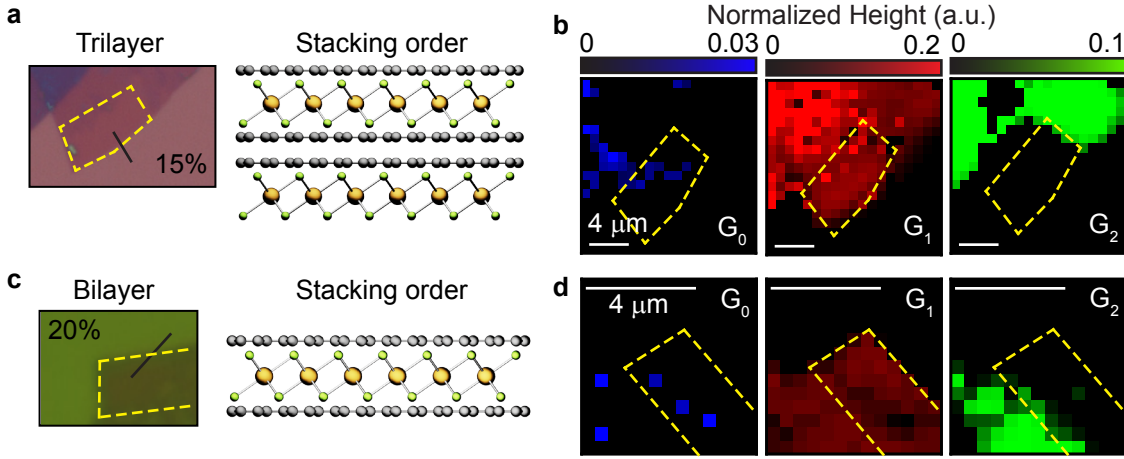 a
Trilayer
Stacking order
15%
b
Normalized Height (a.u.)
0
0.03
0
0.2
0
0.1
4 μm
G0
G1
G2
c
Bilayer
Stacking order
20%
d
4 μm
G0
G1
G2